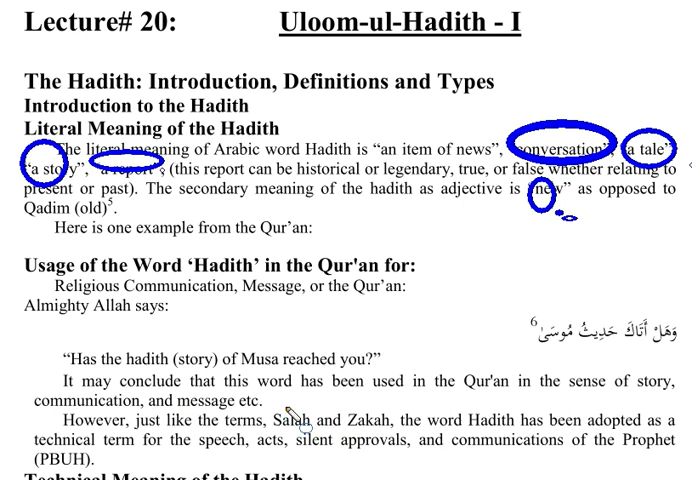 Lecture# 20: Uloom-ul-Hadith - I
The Hadith: Introduction, Definitions and Types
Introduction to the Hadith
Literal Meaning of the Hadith
The literal meaning of Arabic word Hadith is “an item of news”, “conversation”, “a tale”,
“a story”, “a report”, (this report can be historical or legendary, true, or false whether relating to
present or past). The secondary meaning of the hadith as adjective is “new” as opposed to
Qadim (old)5.
Here is one example from the Qur’an:
Usage of the Word ‘Hadith’ in the Qur'an for:
Religious Communication, Message, or the Qur’an:
Almighty Allah says:
وَهَلْ أَتَاكَ حَدِيثُ مُوسَىٰ 6
“Has the hadith (story) of Musa reached you?”
It may conclude that this word has been used in the Qur'an in the sense of story,
communication, and message etc.
However, just like the terms, Salah and Zakah, the word Hadith has been adopted as a
technical term for the speech, acts, silent approvals, and communications of the Prophet
(PBUH).
Technical Meaning of the Hadith